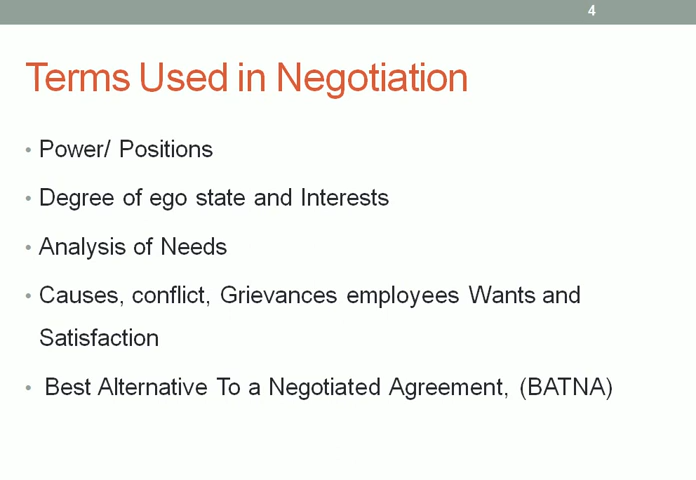 4
Terms Used in Negotiation
• Power/ Positions
• Degree of ego state and Interests
• Analysis of Needs
• Causes, conflict, Grievances employees Wants and
Satisfaction
• Best Alternative To a Negotiated Agreement, (BATNA)